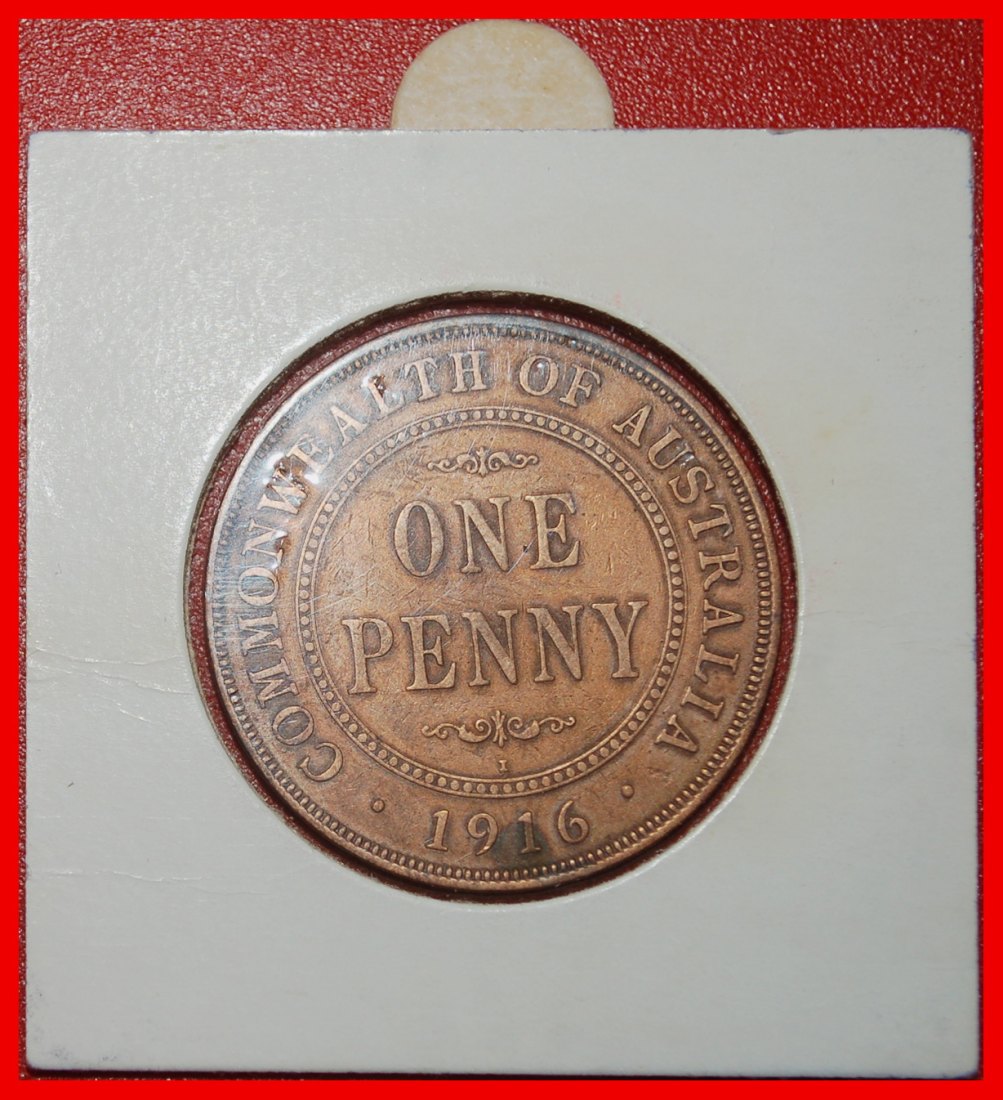 COMMONWEALTH OF AUSTRALIA
ONE
PENNY
I
· 1916 ·